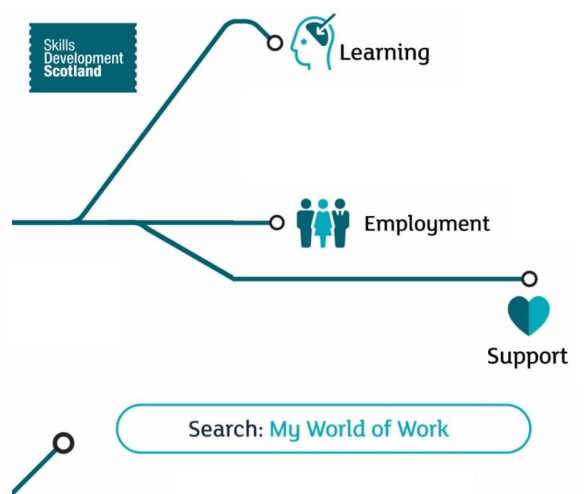 Skills
Development
Scotland
Learning
Employment
Support
Search: My World of Work